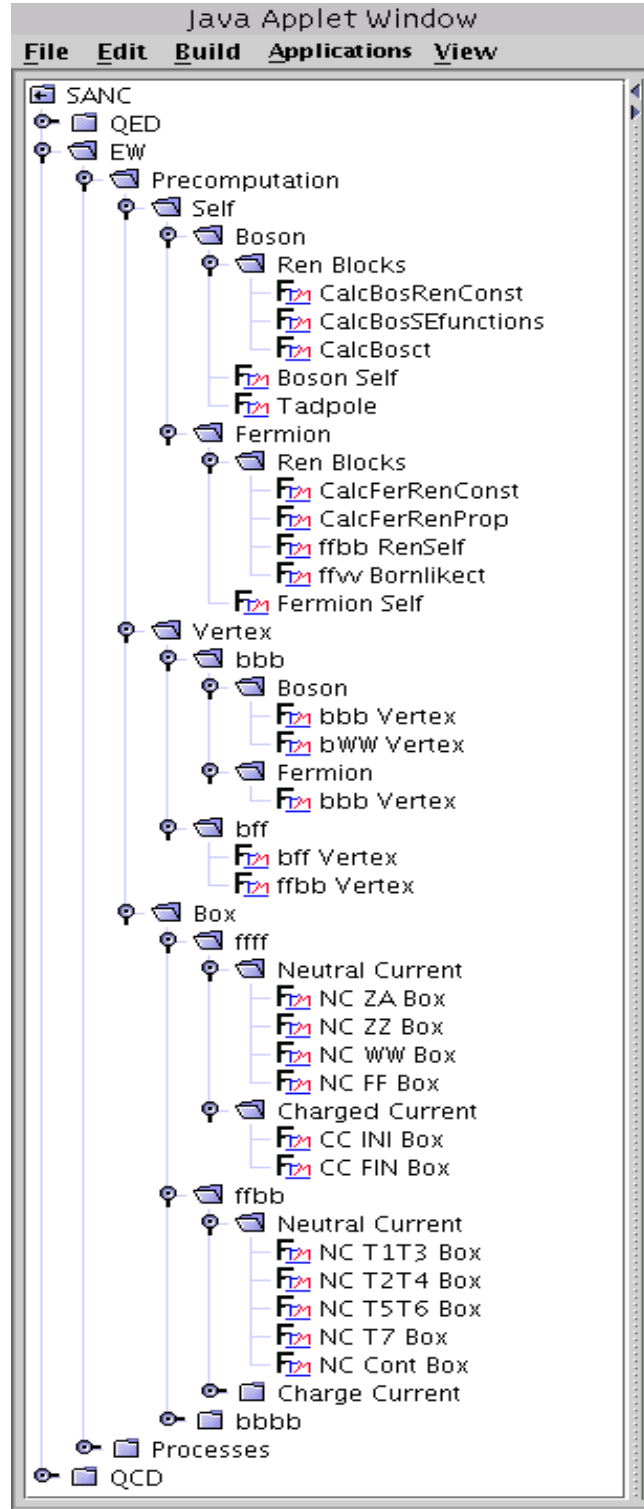 Java Applet Window
File Edit Build Applications View
SANC
QED
EW
Precomputation
Self
Boson
Ren Blocks
CalcBosRenConst
CalcBosSEfunctions
CalcBosct
Boson Self
Tadpole
Fermion
Ren Blocks
CalcFerRenConst
CalcFerRenProp
ffbb RenSelf
ffvv Bornlikect
Fermion Self
Vertex
bbb
Boson
bbb Vertex
bWW Vertex
Fermion
bbb Vertex
bff
bff Vertex
ffbb Vertex
Box
ffff
Neutral Current
NC ZA Box
NC ZZ Box
NC WW Box
NC FF Box
Charged Current
CC INI Box
CC FIN Box
ffbb
Neutral Current
NC T1T3 Box
NC T2T4 Box
NC T5T6 Box
NC T7 Box
NC Cont Box
Charge Current
bbbb
Processes
QCD